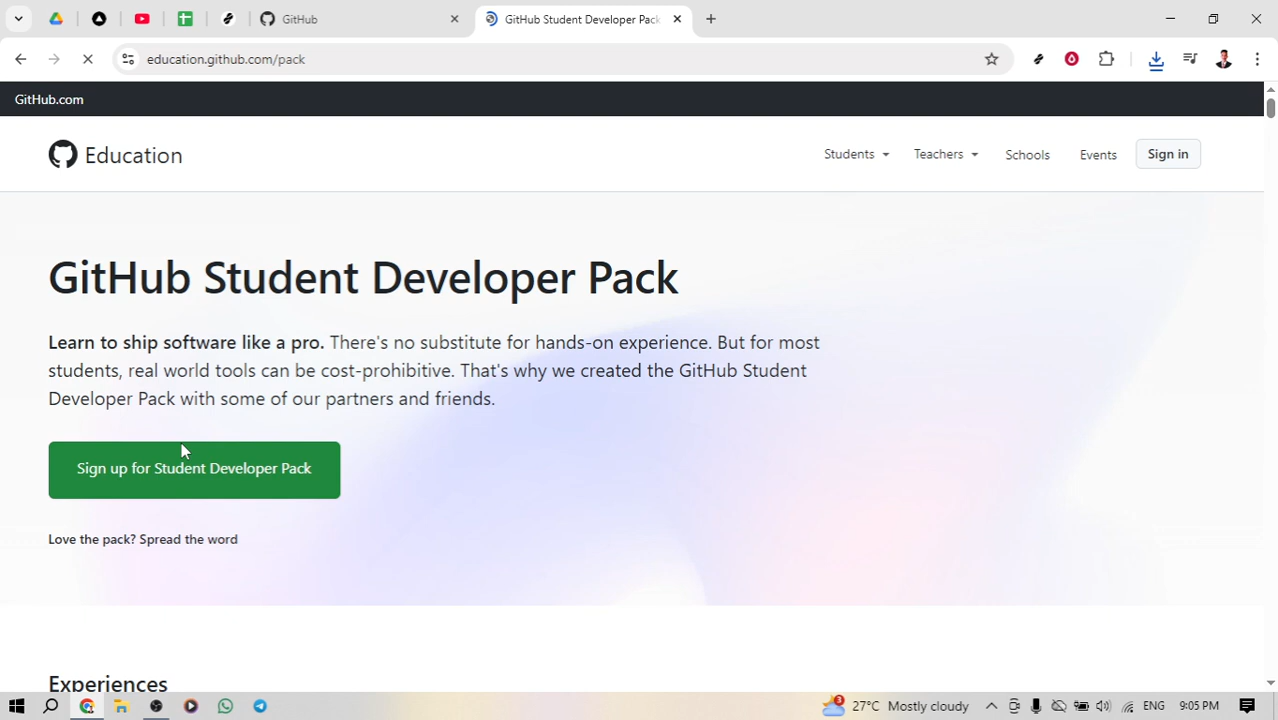 GitHub
GitHub Student Developer Pack
education.github.com/pack
GitHub.com
Education
Students
Teachers
Schools
Events
Sign in
GitHub Student Developer Pack
Learn to ship software like a pro. There's no substitute for hands-on experience. But for most
students, real world tools can be cost-prohibitive. That's why we created the GitHub Student
Developer Pack with some of our partners and friends.
Sign up for Student Developer Pack
Love the pack? Spread the word
Experiences
3
27°C Mostly cloudy
ENG
9:05 PM